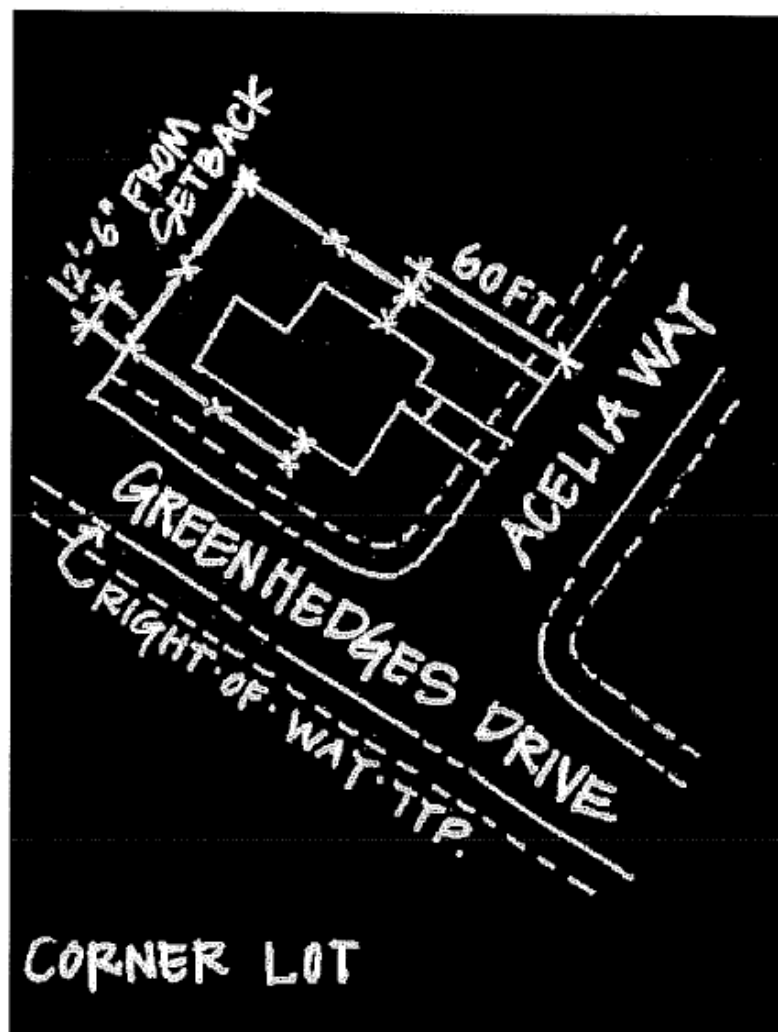 12'-6" FROM
SETBACK
60 FT.
ACELIA WAY
GREENHEDGES DRIVE
RIGHT·OF·WAY·TYP.
CORNER LOT